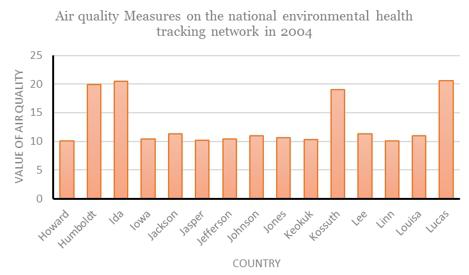 Air quality Measures on the national environmental health
tracking network in 2004
VALUE OF AIR QUALITY
25
20
15
10
5
0
Howard
Humboldt
Ida
Iowa
Jackson
Jasper
Jefferson
Johnson
Jones
Keokuk
Kossuth
Lee
Linn
Louisa
Lucas
COUNTRY